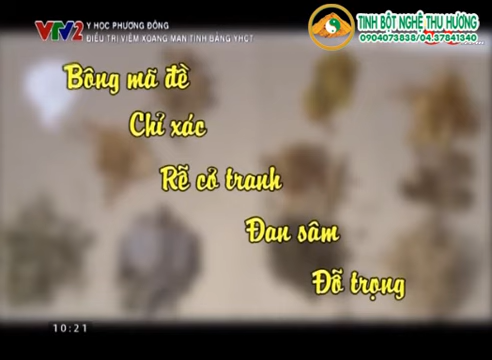 VTV2
Y HỌC PHƯƠNG ĐÔNG
ĐIỀU TRỊ VIÊM XOANG MẠN TÍNH BẰNG YHCT
TINH BỘT NGHỆ THU HƯƠNG
0904073838/04.37841340
Bông mã đề
Chỉ xác
Rẽ cỏ tranh
Đan sâm
Đỗ trọng
10:21